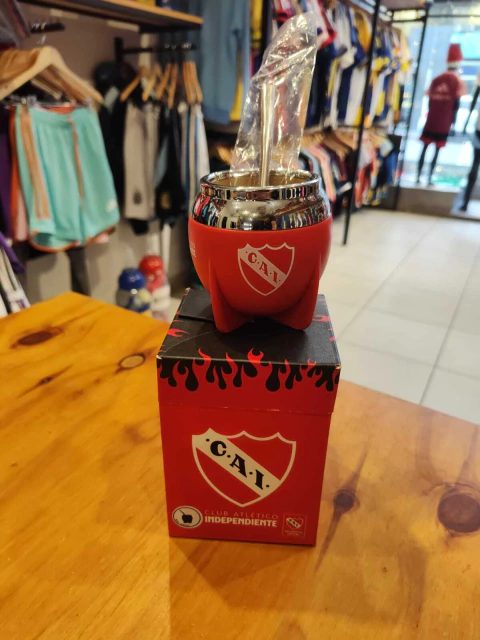 C.A.I.
·C·A·I·
CLUB ATLÉTICO
INDEPENDIENTE